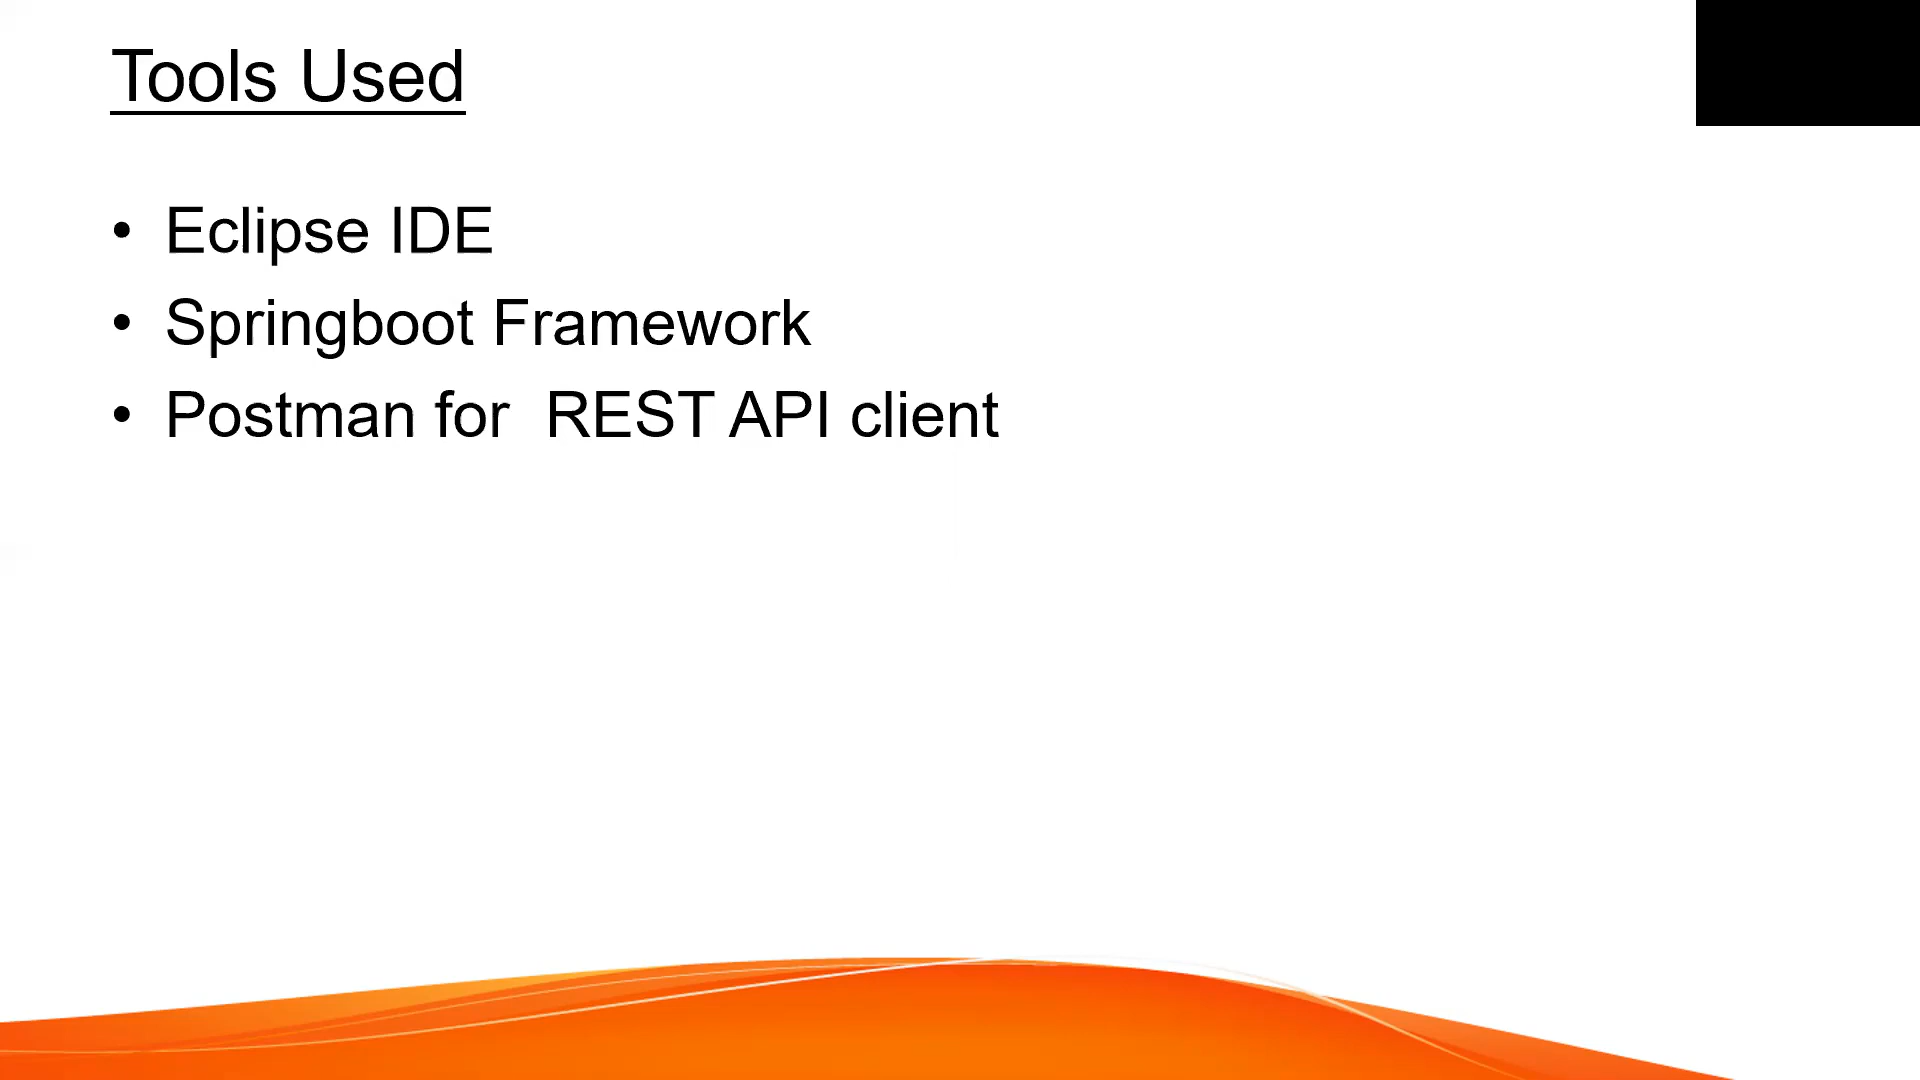 Tools Used
• Eclipse IDE
• Springboot Framework
• Postman for  REST API client